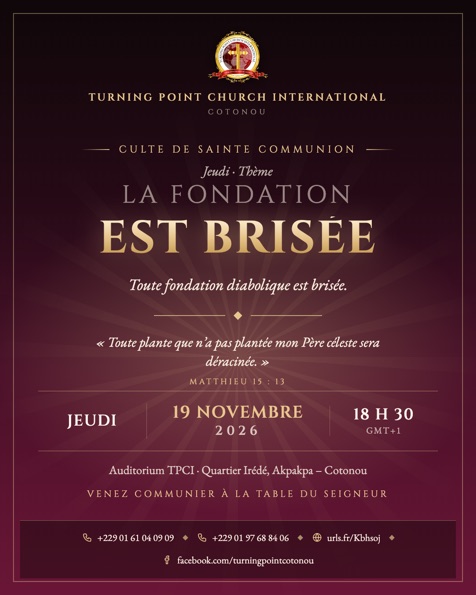 TURNING POINT CHURCH INTERNATIONAL
COTONOU
CULTE DE SAINTE COMMUNION
Jeudi · Thème
LA FONDATION
EST BRISÉE
Toute fondation diabolique est brisée.
« Toute plante que n'a pas plantée mon Père céleste sera
déracinée. »
MATTHIEU 15 : 13
JEUDI
19 NOVEMBRE
2026
18 H 30
GMT+1
Auditorium TPCI · Quartier Irédé, Akpakpa – Cotonou
VENEZ COMMUNIER À LA TABLE DU SEIGNEUR
+229 01 61 04 09 09 ◆ +229 01 97 68 84 06 ◆ urls.fr/Kbhsoj ◆
facebook.com/turningpointcotonou